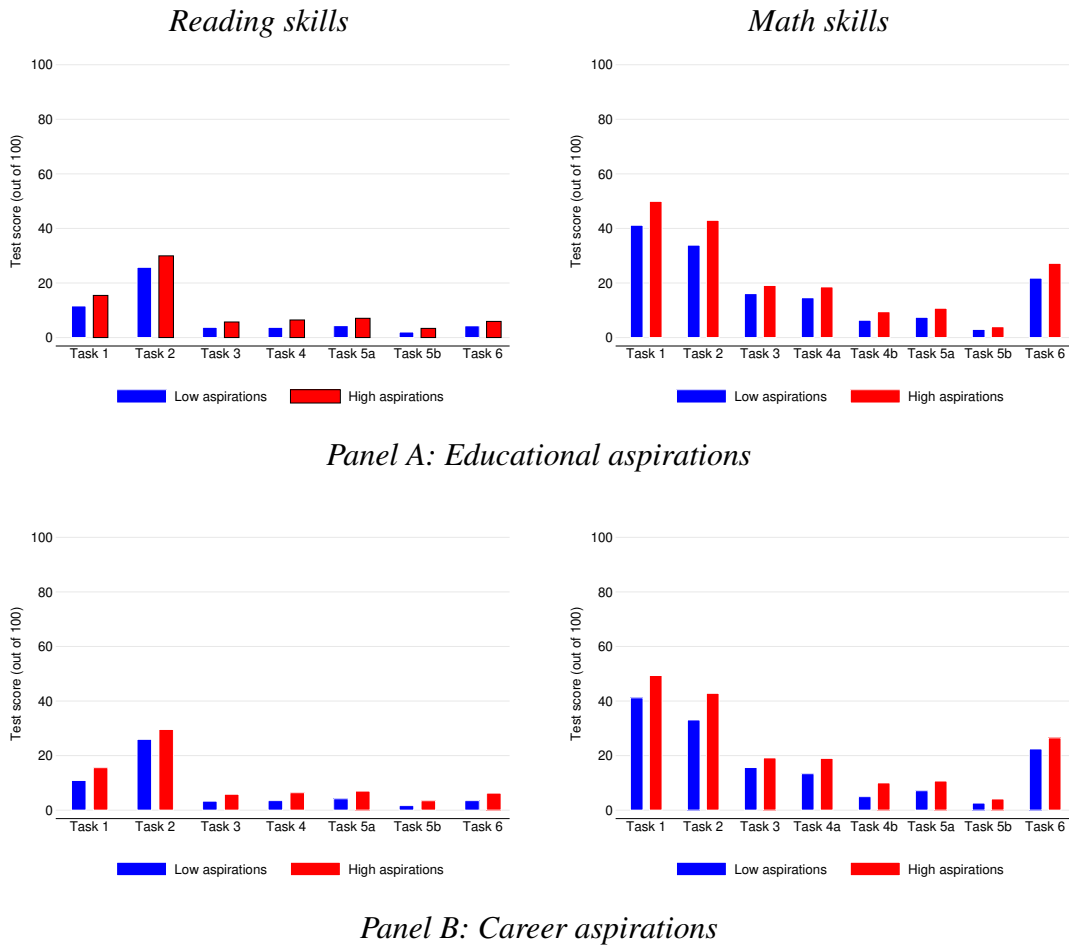 Reading skills
Math skills
Test score (out of 100)
100
80
60
40
20
0
Task 1 Task 2 Task 3 Task 4 Task 5a Task 5b Task 6
Low aspirations High aspirations
Test score (out of 100)
100
80
60
40
20
0
Task 1 Task 2 Task 3 Task 4a Task 4b Task 5a Task 5b Task 6
Low aspirations High aspirations
Panel A: Educational aspirations
Test score (out of 100)
100
80
60
40
20
0
Task 1 Task 2 Task 3 Task 4 Task 5a Task 5b Task 6
Low aspirations High aspirations
Test score (out of 100)
100
80
60
40
20
0
Task 1 Task 2 Task 3 Task 4a Task 4b Task 5a Task 5b Task 6
Low aspirations High aspirations
Panel B: Career aspirations